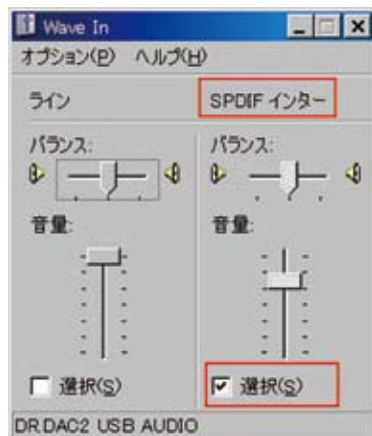 Wave In
オプション(P) ヘルプ(H)
ライン SPDIF インター
バランス: バランス:
音量: 音量:
選択(S) 選択(S)
DR.DAC2 USB AUDIO